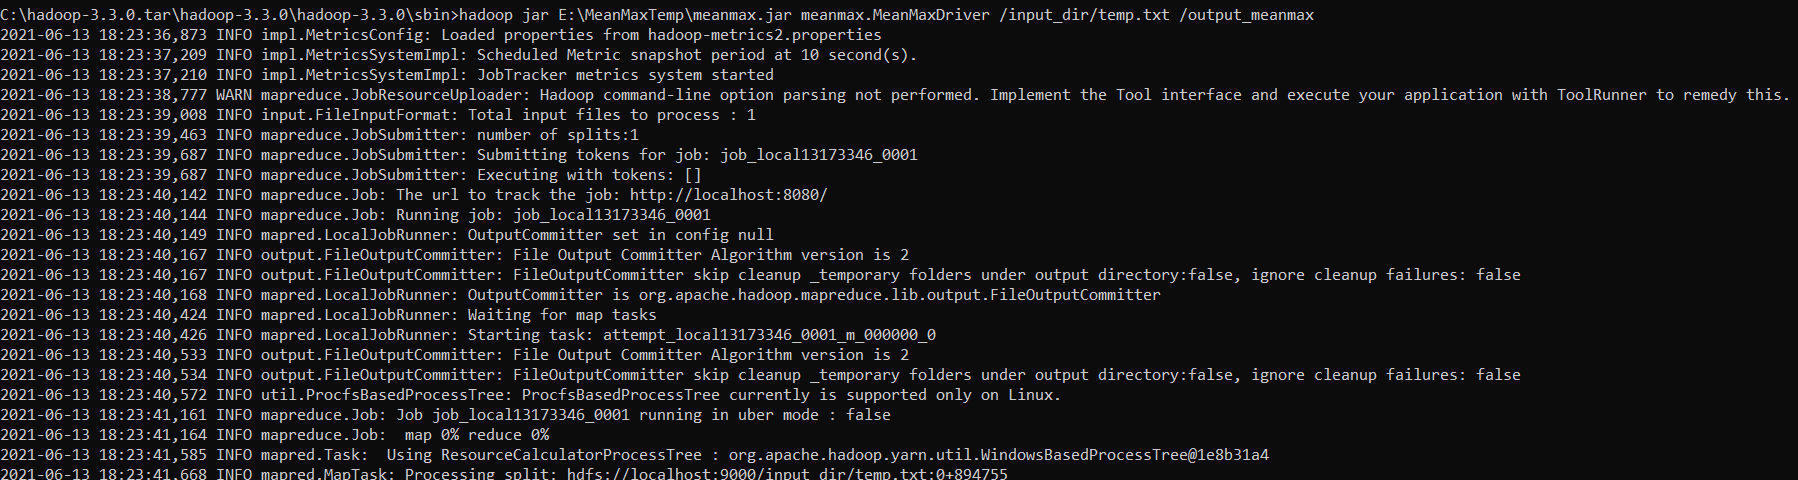 C:\hadoop-3.3.0.tar\hadoop-3.3.0\hadoop-3.3.0\sbin>hadoop jar E:\MeanMaxTemp\meanmax.jar meanmax.MeanMaxDriver /input_dir/temp.txt /output_meanmax
2021-06-13 18:23:36,873 INFO impl.MetricsConfig: Loaded properties from hadoop-metrics2.properties
2021-06-13 18:23:37,209 INFO impl.MetricsSystemImpl: Scheduled Metric snapshot period at 10 second(s).
2021-06-13 18:23:37,210 INFO impl.MetricsSystemImpl: JobTracker metrics system started
2021-06-13 18:23:38,777 WARN mapreduce.JobResourceUploader: Hadoop command-line option parsing not performed. Implement the Tool interface and execute your application with ToolRunner to remedy this.
2021-06-13 18:23:39,008 INFO input.FileInputFormat: Total input files to process : 1
2021-06-13 18:23:39,463 INFO mapreduce.JobSubmitter: number of splits:1
2021-06-13 18:23:39,687 INFO mapreduce.JobSubmitter: Submitting tokens for job: job_local13173346_0001
2021-06-13 18:23:39,687 INFO mapreduce.JobSubmitter: Executing with tokens: []
2021-06-13 18:23:40,142 INFO mapreduce.Job: The url to track the job: http://localhost:8080/
2021-06-13 18:23:40,144 INFO mapreduce.Job: Running job: job_local13173346_0001
2021-06-13 18:23:40,149 INFO mapred.LocalJobRunner: OutputCommitter set in config null
2021-06-13 18:23:40,167 INFO output.FileOutputCommitter: File Output Committer Algorithm version is 2
2021-06-13 18:23:40,167 INFO output.FileOutputCommitter: FileOutputCommitter skip cleanup _temporary folders under output directory:false, ignore cleanup failures: false
2021-06-13 18:23:40,168 INFO mapred.LocalJobRunner: OutputCommitter is org.apache.hadoop.mapreduce.lib.output.FileOutputCommitter
2021-06-13 18:23:40,424 INFO mapred.LocalJobRunner: Waiting for map tasks
2021-06-13 18:23:40,426 INFO mapred.LocalJobRunner: Starting task: attempt_local13173346_0001_m_000000_0
2021-06-13 18:23:40,533 INFO output.FileOutputCommitter: File Output Committer Algorithm version is 2
2021-06-13 18:23:40,534 INFO output.FileOutputCommitter: FileOutputCommitter skip cleanup _temporary folders under output directory:false, ignore cleanup failures: false
2021-06-13 18:23:40,572 INFO util.ProcfsBasedProcessTree: ProcfsBasedProcessTree currently is supported only on Linux.
2021-06-13 18:23:41,161 INFO mapreduce.Job: Job job_local13173346_0001 running in uber mode : false
2021-06-13 18:23:41,164 INFO mapreduce.Job:  map 0% reduce 0%
2021-06-13 18:23:41,585 INFO mapred.Task:  Using ResourceCalculatorProcessTree : org.apache.hadoop.yarn.util.WindowsBasedProcessTree@1e8b31a4
2021-06-13 18:23:41,668 INFO mapred.MapTask: Processing split: hdfs://localhost:9000/input_dir/temp.txt:0+894755